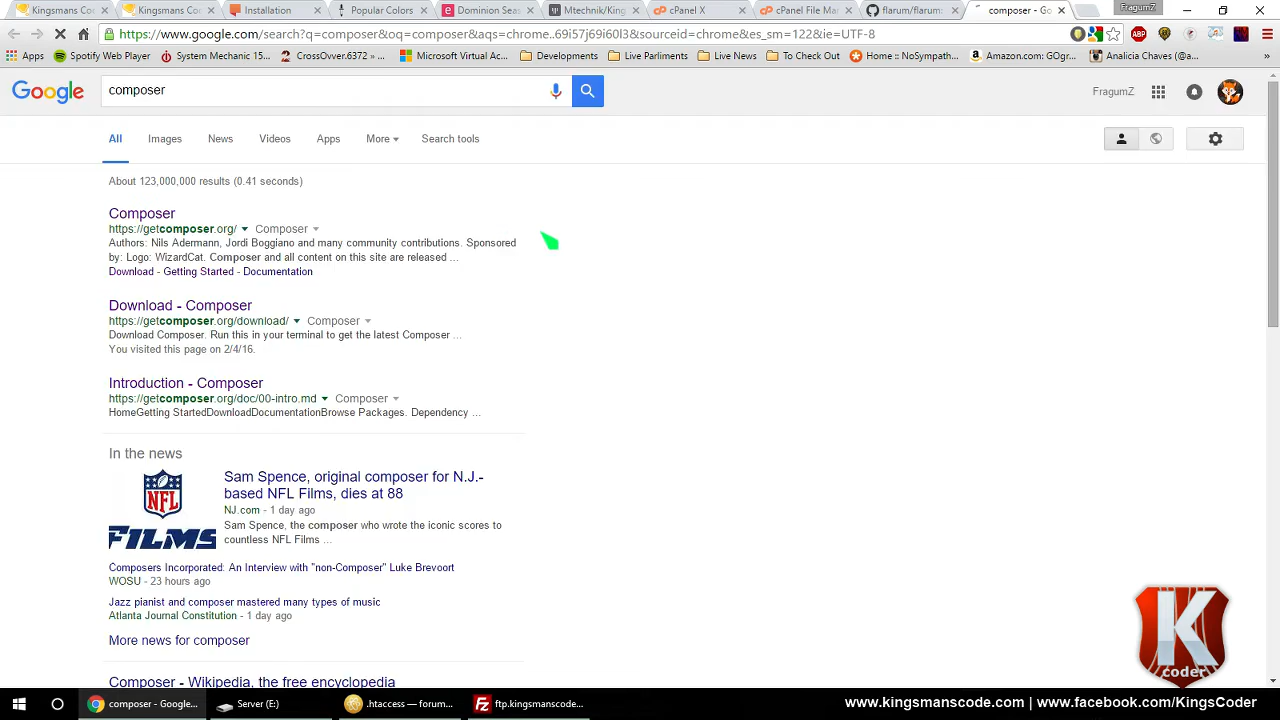 Kingsmans Coc
Kingsmans Coc
Installation
Popular Colors
Dominion Seas
Mtechnik/King
cPanel X
cPanel File Ma
flarum/flarum:
composer - Go
FragumZ
https://www.google.com/search?q=composer&oq=composer&aqs=chrome..69i57j69i60l3&sourceid=chrome&es_sm=122&ie=UTF-8
Apps
Spotify Web Player
System Mechanic 15...
CrossOver.6372 » ...
Microsoft Virtual Ac...
Developments
Live Parliments
Live News
To Check Out
Home :: NoSympath...
Amazon.com: GOgr...
Analicia Chaves (@a...
Google
composer
FragumZ
All
Images
News
Videos
Apps
More
Search tools
About 123,000,000 results (0.41 seconds)
Composer
https://getcomposer.org/ Composer
Authors: Nils Adermann, Jordi Boggiano and many community contributions. Sponsored
by: Logo: WizardCat. Composer and all content on this site are released ...
Download - Getting Started - Documentation
Download - Composer
https://getcomposer.org/download/ Composer
Download Composer. Run this in your terminal to get the latest Composer ...
You visited this page on 2/4/16.
Introduction - Composer
https://getcomposer.org/doc/00-intro.md Composer
HomeGetting StartedDownloadDocumentationBrowse Packages. Dependency ...
In the news
NFL
FILMS
Sam Spence, original composer for N.J.-
based NFL Films, dies at 88
NJ.com - 1 day ago
Sam Spence, the composer who wrote the iconic scores to
countless NFL Films ...
Composers Incorporated: An Interview with "non-Composer" Luke Brevoort
WOSU - 23 hours ago
Jazz pianist and composer mastered many types of music
Atlanta Journal Constitution - 1 day ago
More news for composer
Composer - Wikipedia, the free encyclopedia
K
coder
composer - Google...
Server (E:)
.htaccess — forum...
ftp.kingsmanscode...
www.kingsmanscode.com | www.facebook.com/KingsCoder